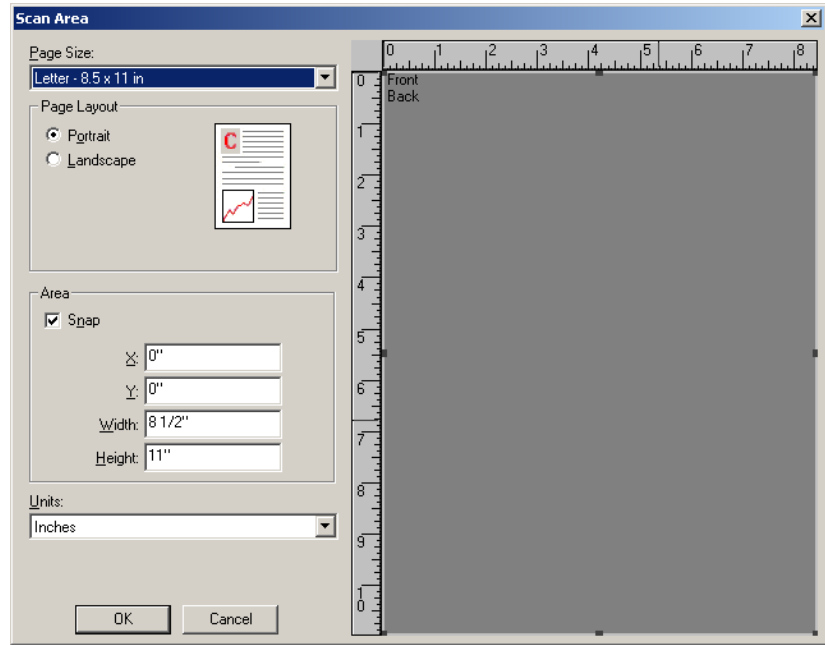 Scan Area
Page Size:
Letter - 8.5 x 11 in
Page Layout
Portrait
Landscape
C
Area
Snap
X: 0"
Y: 0"
Width: 8 1/2"
Height: 11"
Units:
Inches
OK Cancel
0 1 2 3 4 5 6 7 8
Front
Back
0
1
2
3
4
5
6
7
8
9
10